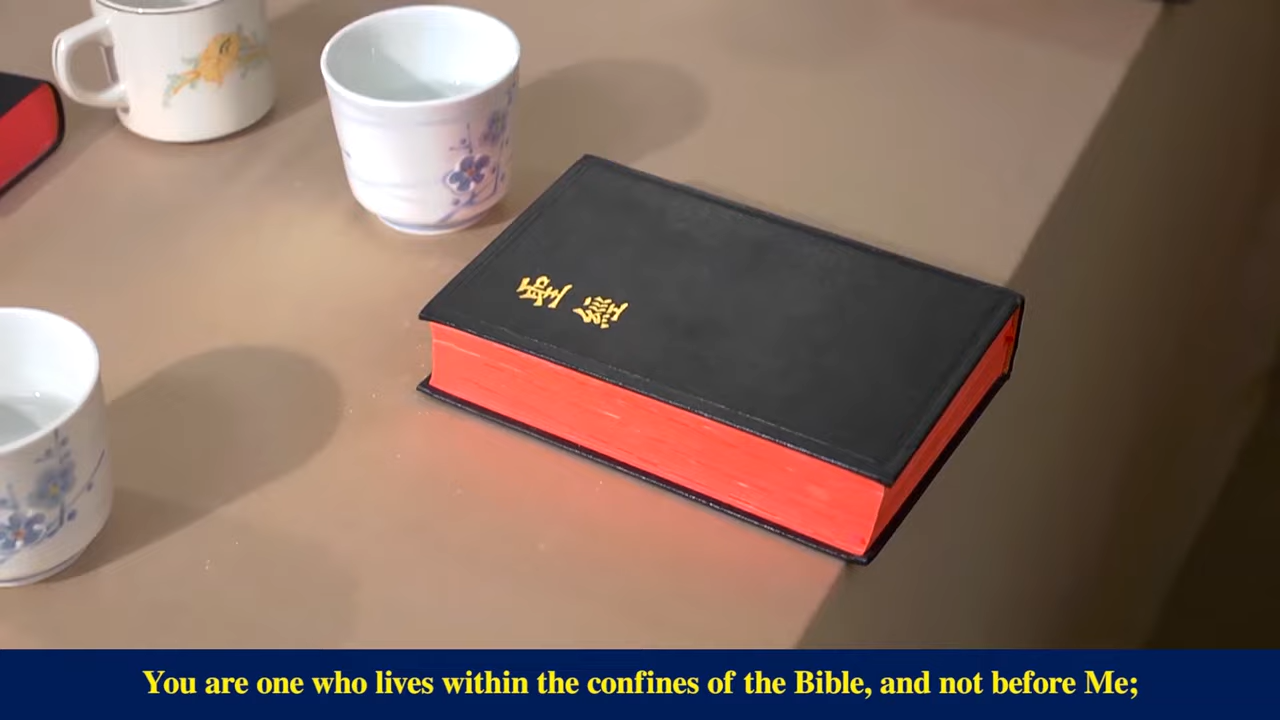 聖經
You are one who lives within the confines of the Bible, and not before Me;